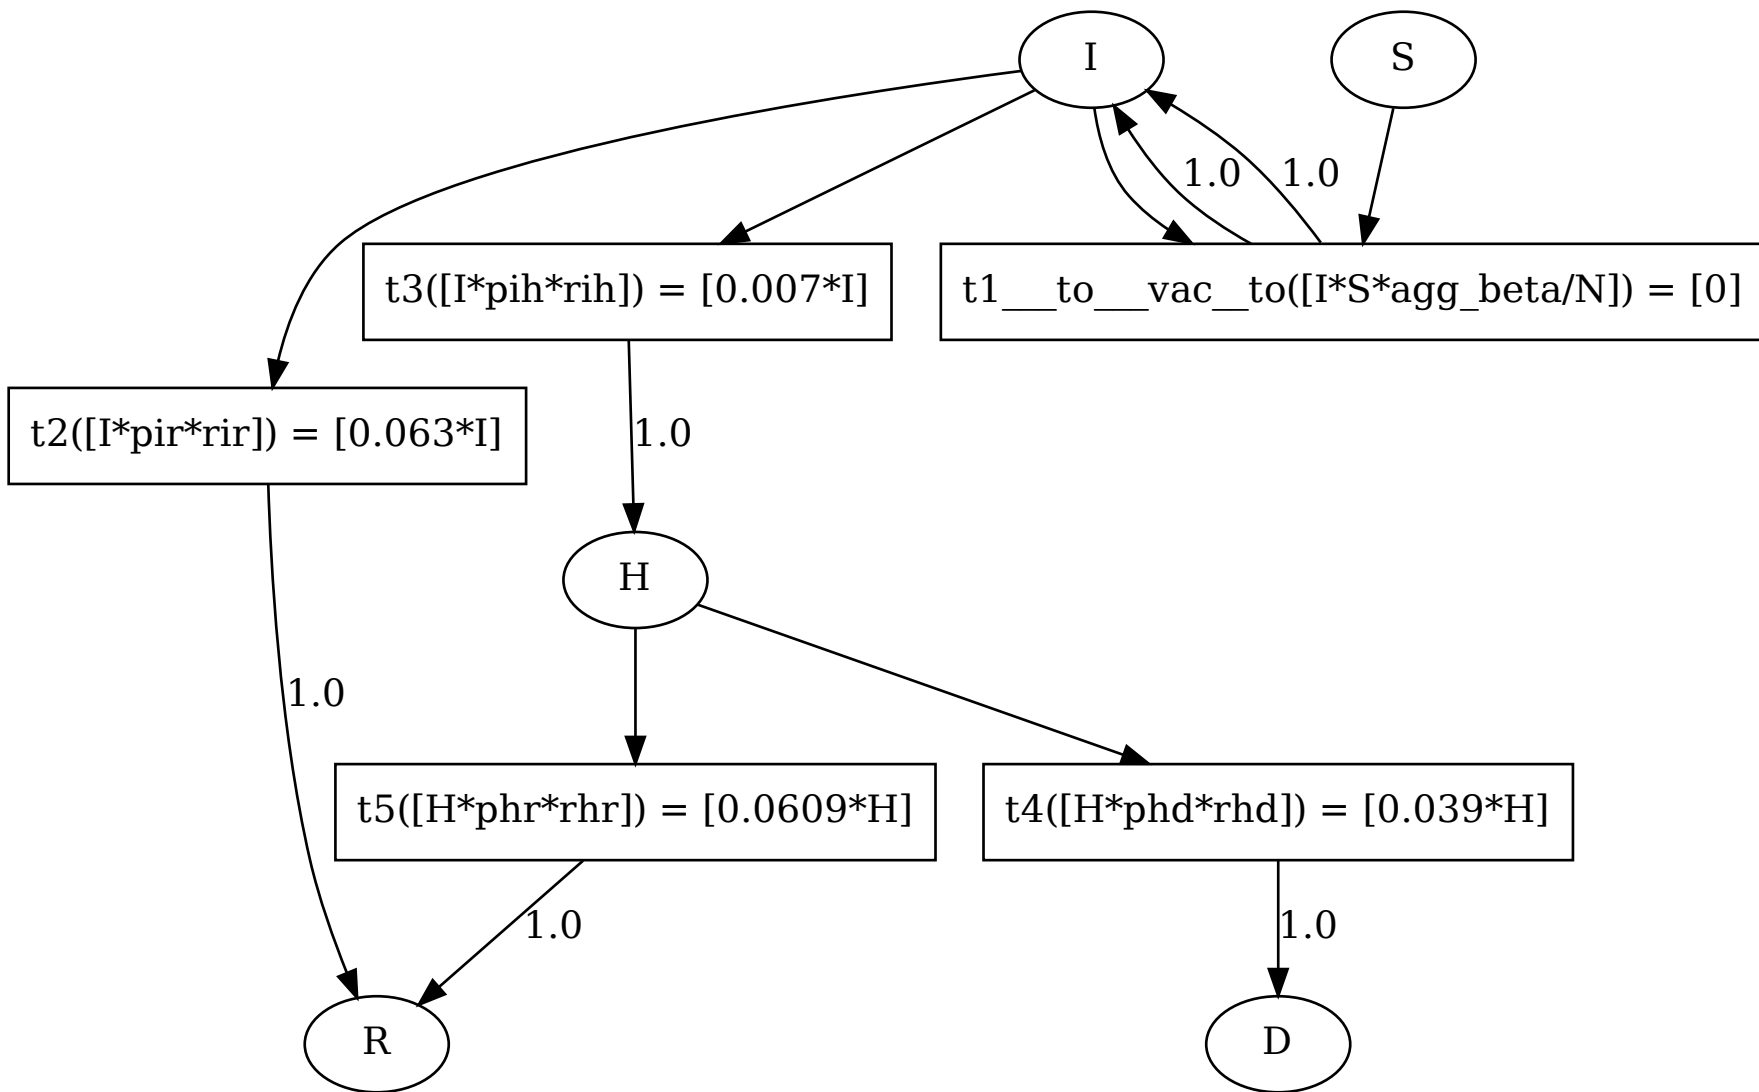 I
S
1.0
1.0
t3([I*pih*rih]) = [0.007*I]
t1___to___vac__to([I*S*agg_beta/N]) = [0]
t2([I*pir*rir]) = [0.063*I]
1.0
H
1.0
t5([H*phr*rhr]) = [0.0609*H]
t4([H*phd*rhd]) = [0.039*H]
1.0
1.0
R
D